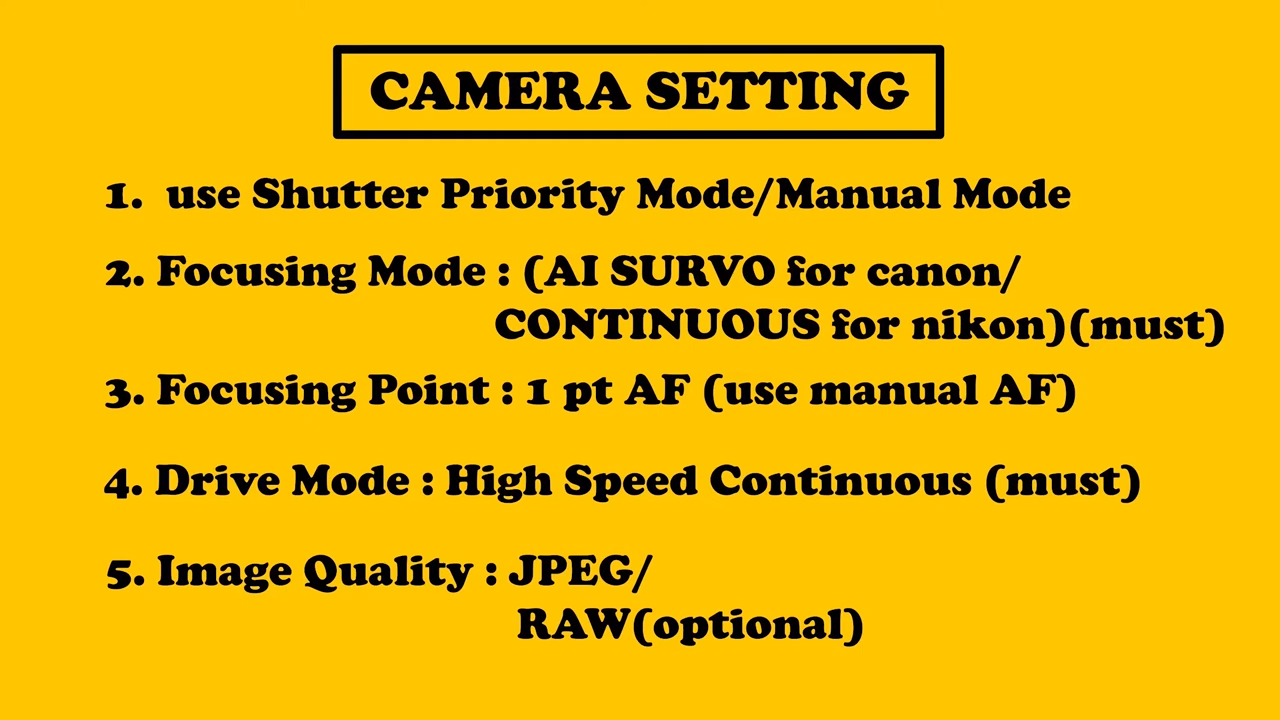 CAMERA SETTING
1. use Shutter Priority Mode/Manual Mode
2. Focusing Mode : (AI SURVO for canon/
CONTINUOUS for nikon)(must)
3. Focusing Point : 1 pt AF (use manual AF)
4. Drive Mode : High Speed Continuous (must)
5. Image Quality : JPEG/
RAW(optional)